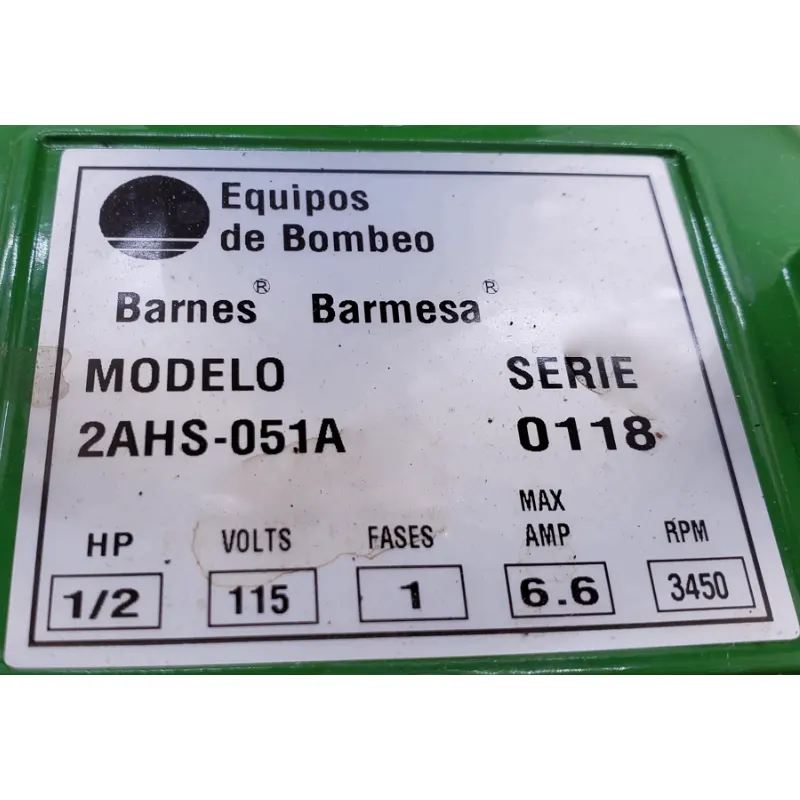 Equipos
de Bombeo
Barnes® Barmesa®
MODELO SERIE
2AHS-051A 0118
HP VOLTS FASES MAX AMP RPM
1/2 115 1 6.6 3450